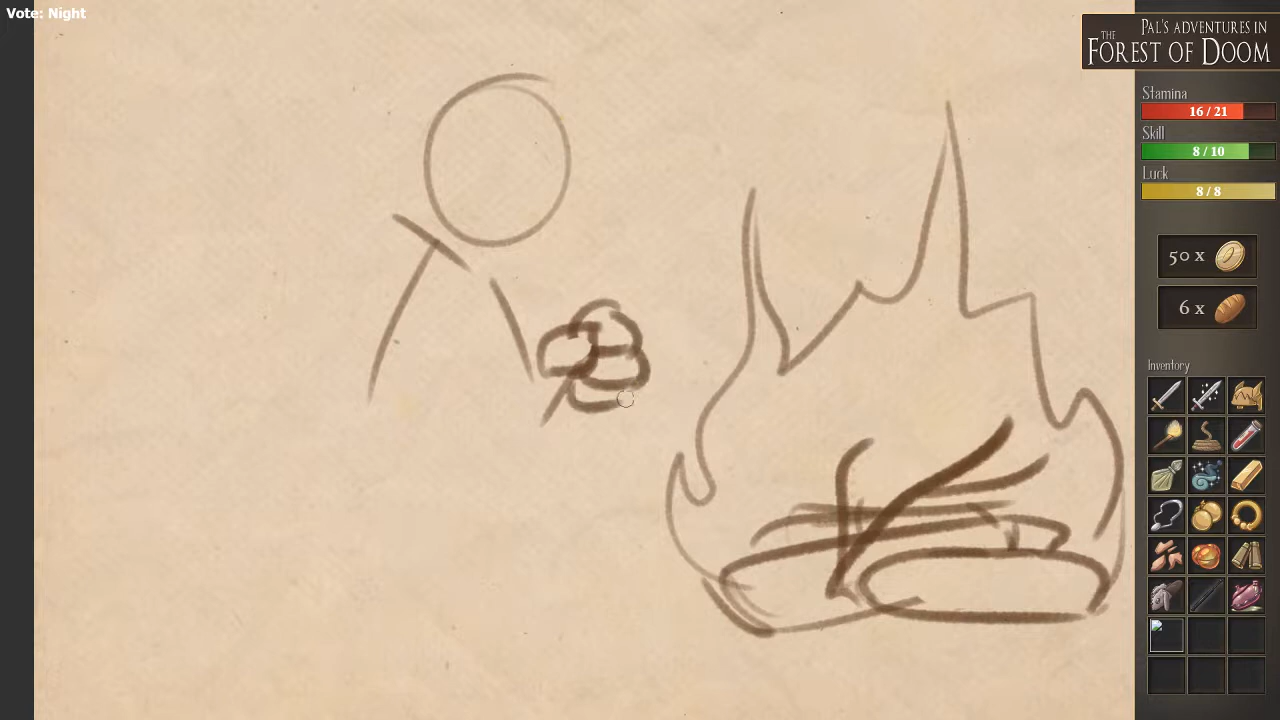 Vote: Night
PAL'S ADVENTURES IN
THE FOREST OF DOOM
Stamina
16 / 21
Skill
8 / 10
Luck
8 / 8
50 x
6 x
Inventory